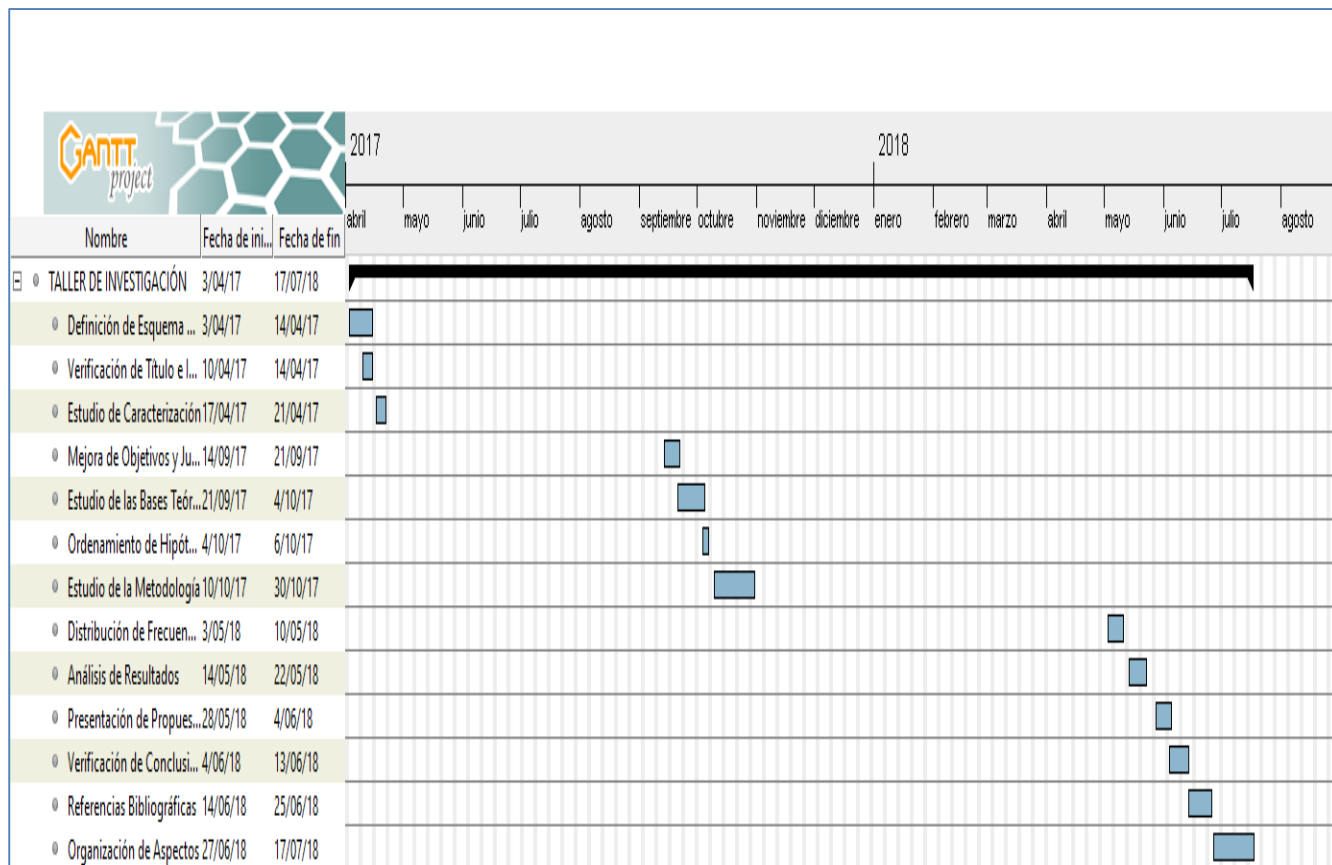 GANTT
project
2017 2018
abril mayo junio julio agosto septiembre octubre noviembre diciembre enero febrero marzo abril mayo junio julio agosto
Nombre Fecha de ini... Fecha de fin
TALLER DE INVESTIGACIÓN 3/04/17 17/07/18
Definición de Esquema ... 3/04/17 14/04/17
Verificación de Título e I... 10/04/17 14/04/17
Estudio de Caracterización 17/04/17 21/04/17
Mejora de Objetivos y Ju... 14/09/17 21/09/17
Estudio de las Bases Teór... 21/09/17 4/10/17
Ordenamiento de Hipót... 4/10/17 6/10/17
Estudio de la Metodología 10/10/17 30/10/17
Distribución de Frecuen... 3/05/18 10/05/18
Análisis de Resultados 14/05/18 22/05/18
Presentación de Propues... 28/05/18 4/06/18
Verificación de Conclusi... 4/06/18 13/06/18
Referencias Bibliográficas 14/06/18 25/06/18
Organización de Aspectos 27/06/18 17/07/18